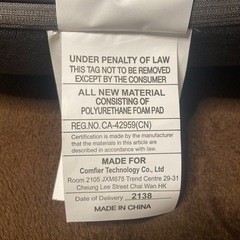 UNDER PENALTY OF LAW
THIS TAG NOT TO BE REMOVED
EXCEPT BY THE CONSUMER
ALL NEW MATERIAL
CONSISTING OF
POLYURETHANE FOAM PAD
REG.NO. CA-42959(CN)
Certification is made by the manufacturer
that the materials in this article are
described in accordance with law.
MADE FOR
Comfier Technology Co., Ltd
Room 2105 JXM875 Trend Centre 29-31
Cheung Lee Street Chai Wan HK
Date of Delivery 2138
MADE IN CHINA